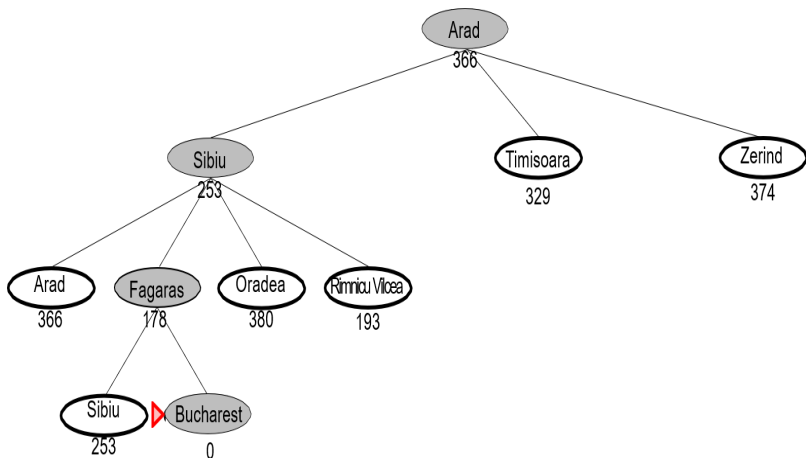 Arad
366
Sibiu
253
Timisoara
329
Zerind
374
Arad
366
Fagaras
178
Oradea
380
Rimnicu Vilcea
193
Sibiu
253
Bucharest
0